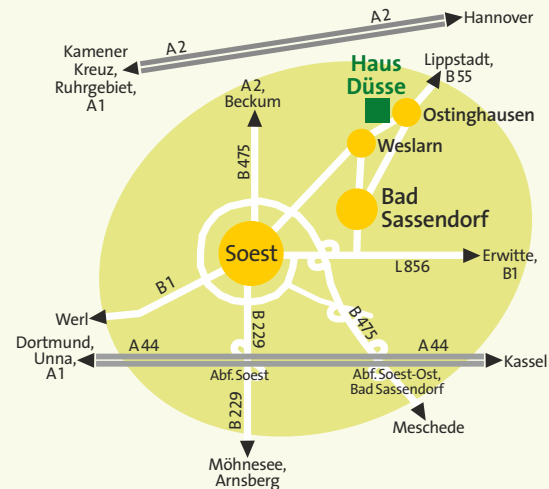 A 2
Hannover
A 2
Kamener
Kreuz,
Ruhrgebiet,
A 1
Haus
Düsse
Lippstadt,
B 55
A 2,
Beckum
Ostinghausen
Weslarn
B 475
Bad
Sassendorf
Soest
L 856
Erwitte,
B1
B 1
Werl
B 229
B 475
Dortmund,
Unna,
A 1
A 44
A 44
Kassel
Abf. Soest
Abf. Soest-Ost,
Bad Sassendorf
B 229
Meschede
Möhnesee,
Arnsberg